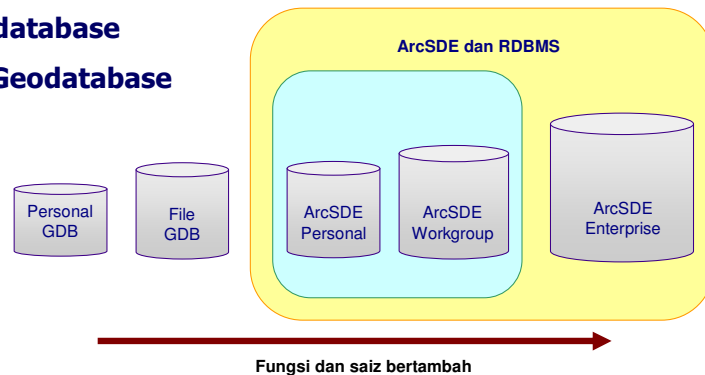 database
Geodatabase
ArcSDE dan RDBMS
Personal
GDB
File
GDB
ArcSDE
Personal
ArcSDE
Workgroup
ArcSDE
Enterprise
Fungsi dan saiz bertambah